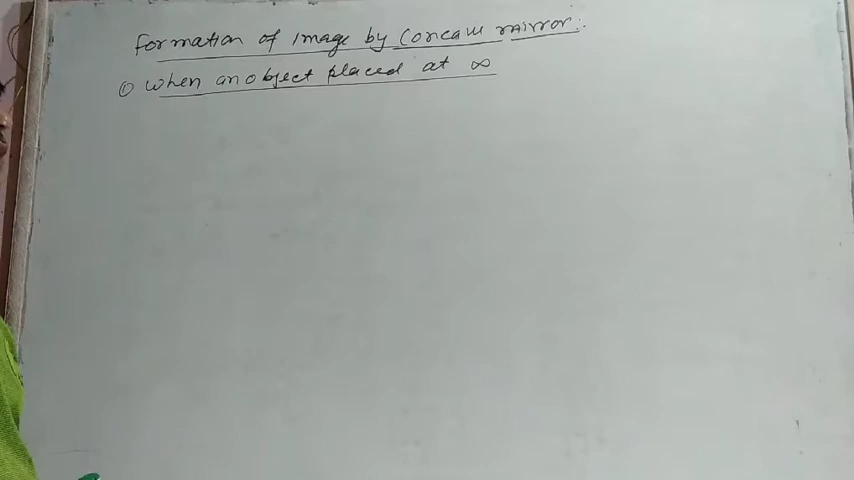 Formation of Image by Concave mirror:.
① When an object placed at ∞